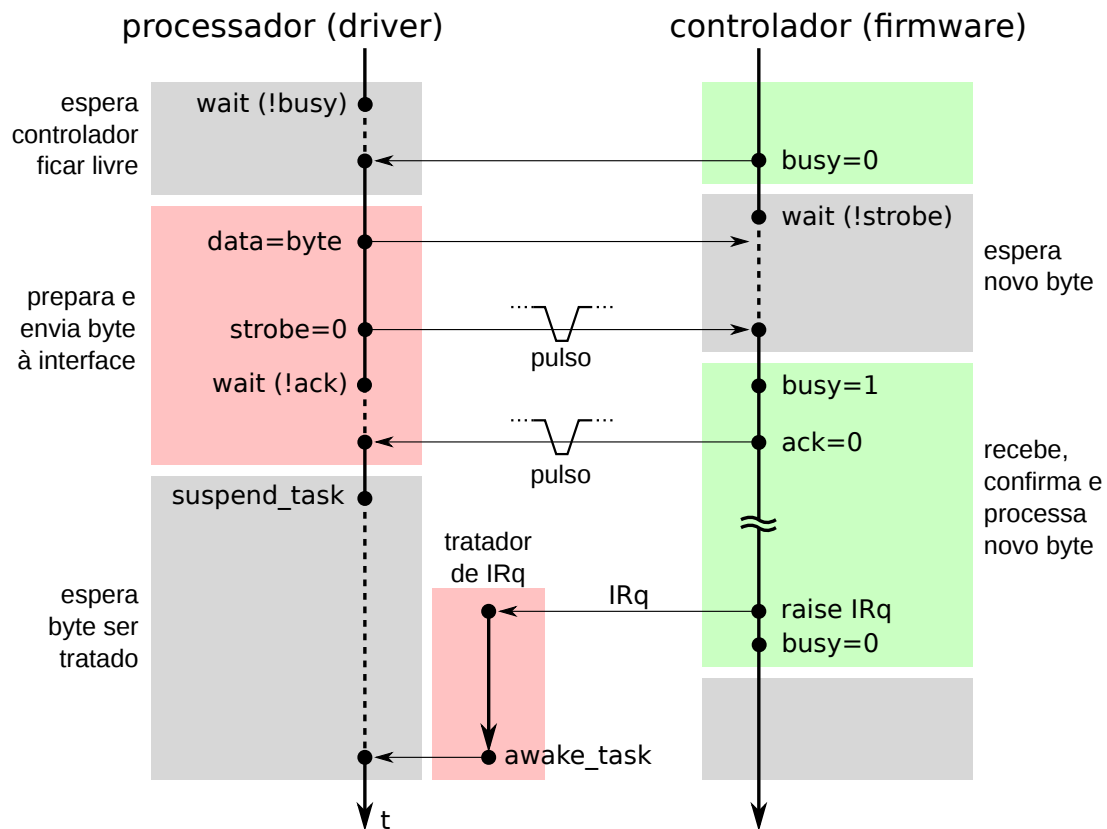 processador (driver)
controlador (firmware)
espera
controlador
ficar livre
wait (!busy)
busy=0
wait (!strobe)
data=byte
espera
novo byte
prepara e
envia byte
à interface
strobe=0
pulso
wait (!ack)
busy=1
ack=0
pulso
recebe,
confirma e
processa
novo byte
suspend_task
tratador
de IRq
espera
byte ser
tratado
IRq
raise IRq
busy=0
awake_task
t